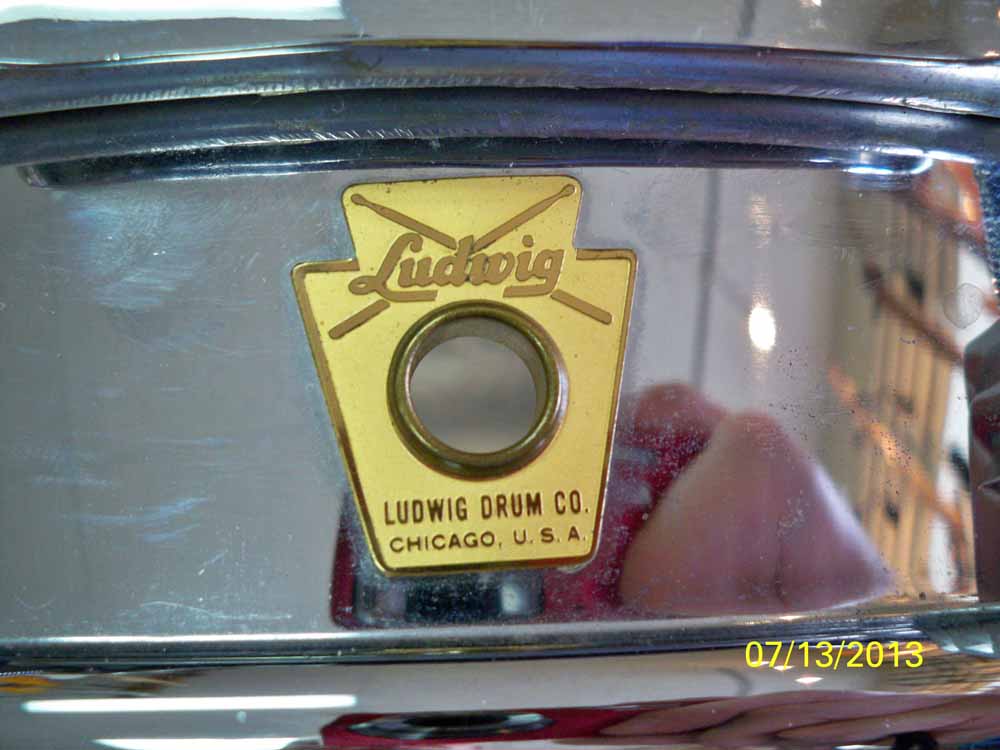 Ludwig
LUDWIG DRUM CO.
CHICAGO, U. S. A.
07/13/2013